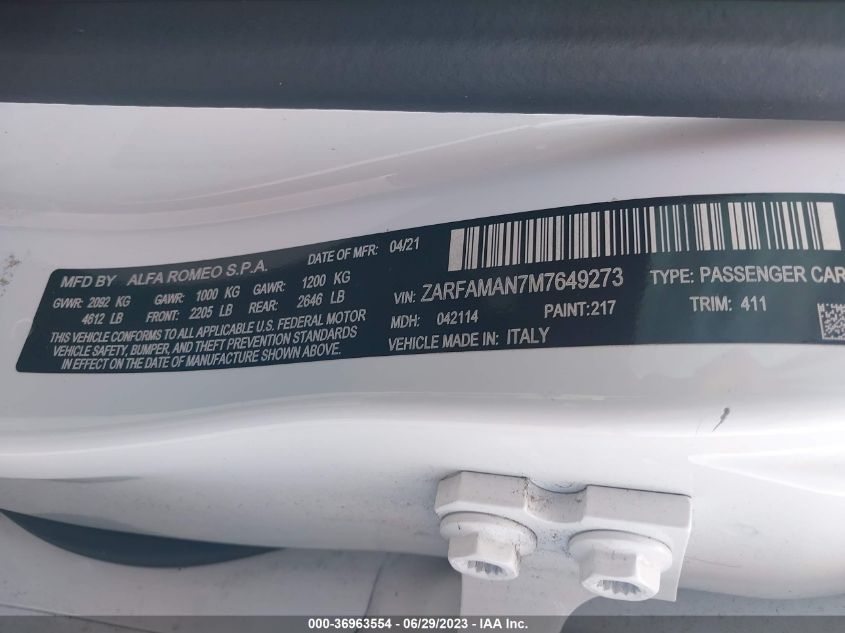 MFD BY ALFA ROMEO S.P.A. DATE OF MFR: 04/21
GVWR: 2092 KG GAWR: 1000 KG GAWR: 1200 KG
4612 LB FRONT: 2205 LB REAR: 2646 LB
THIS VEHICLE CONFORMS TO ALL APPLICABLE U.S. FEDERAL MOTOR
VEHICLE SAFETY, BUMPER, AND THEFT PREVENTION STANDARDS
IN EFFECT ON THE DATE OF MANUFACTURE SHOWN ABOVE.
VIN: ZARFAMAN7M7649273 TYPE: PASSENGER CAR
MDH: 042114 PAINT:217 TRIM: 411
VEHICLE MADE IN: ITALY
000-36963554 / 06/29/2023 - © IAA Inc.